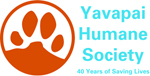 Yavapai
Humane
Society
40 Years of Saving Lives